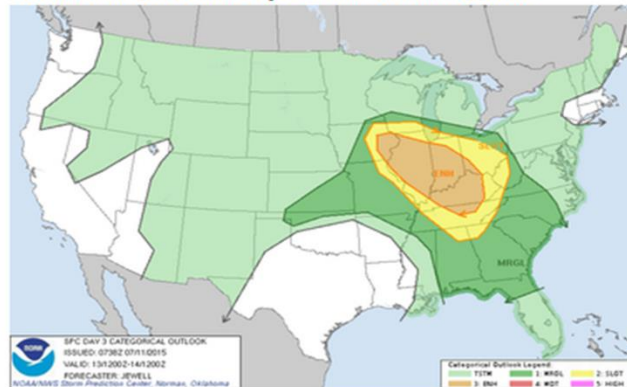 ENH
MRGL
SPC DAY 3 CATEGORICAL OUTLOOK
ISSUED: 0738Z 07/11/2015
VALID: 13/1200Z-14/1200Z
FORECASTER: JEWELL
NOAA/NWS Storm Prediction Center, Norman, Oklahoma
Categorical Outlook Legend:
TSTM 1: MRGL 2: SLGT
3: ENH 4: MDT 5: HIGH